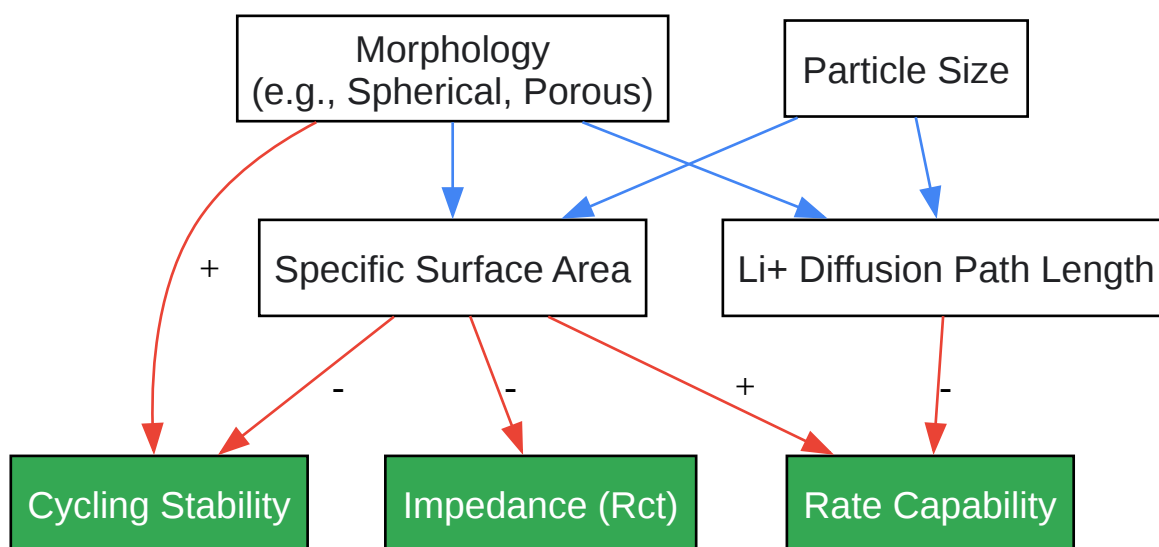 Morphology
(e.g., Spherical, Porous)
Particle Size
+
Specific Surface Area
Li+ Diffusion Path Length
-
-
+
-
Cycling Stability
Impedance (Rct)
Rate Capability